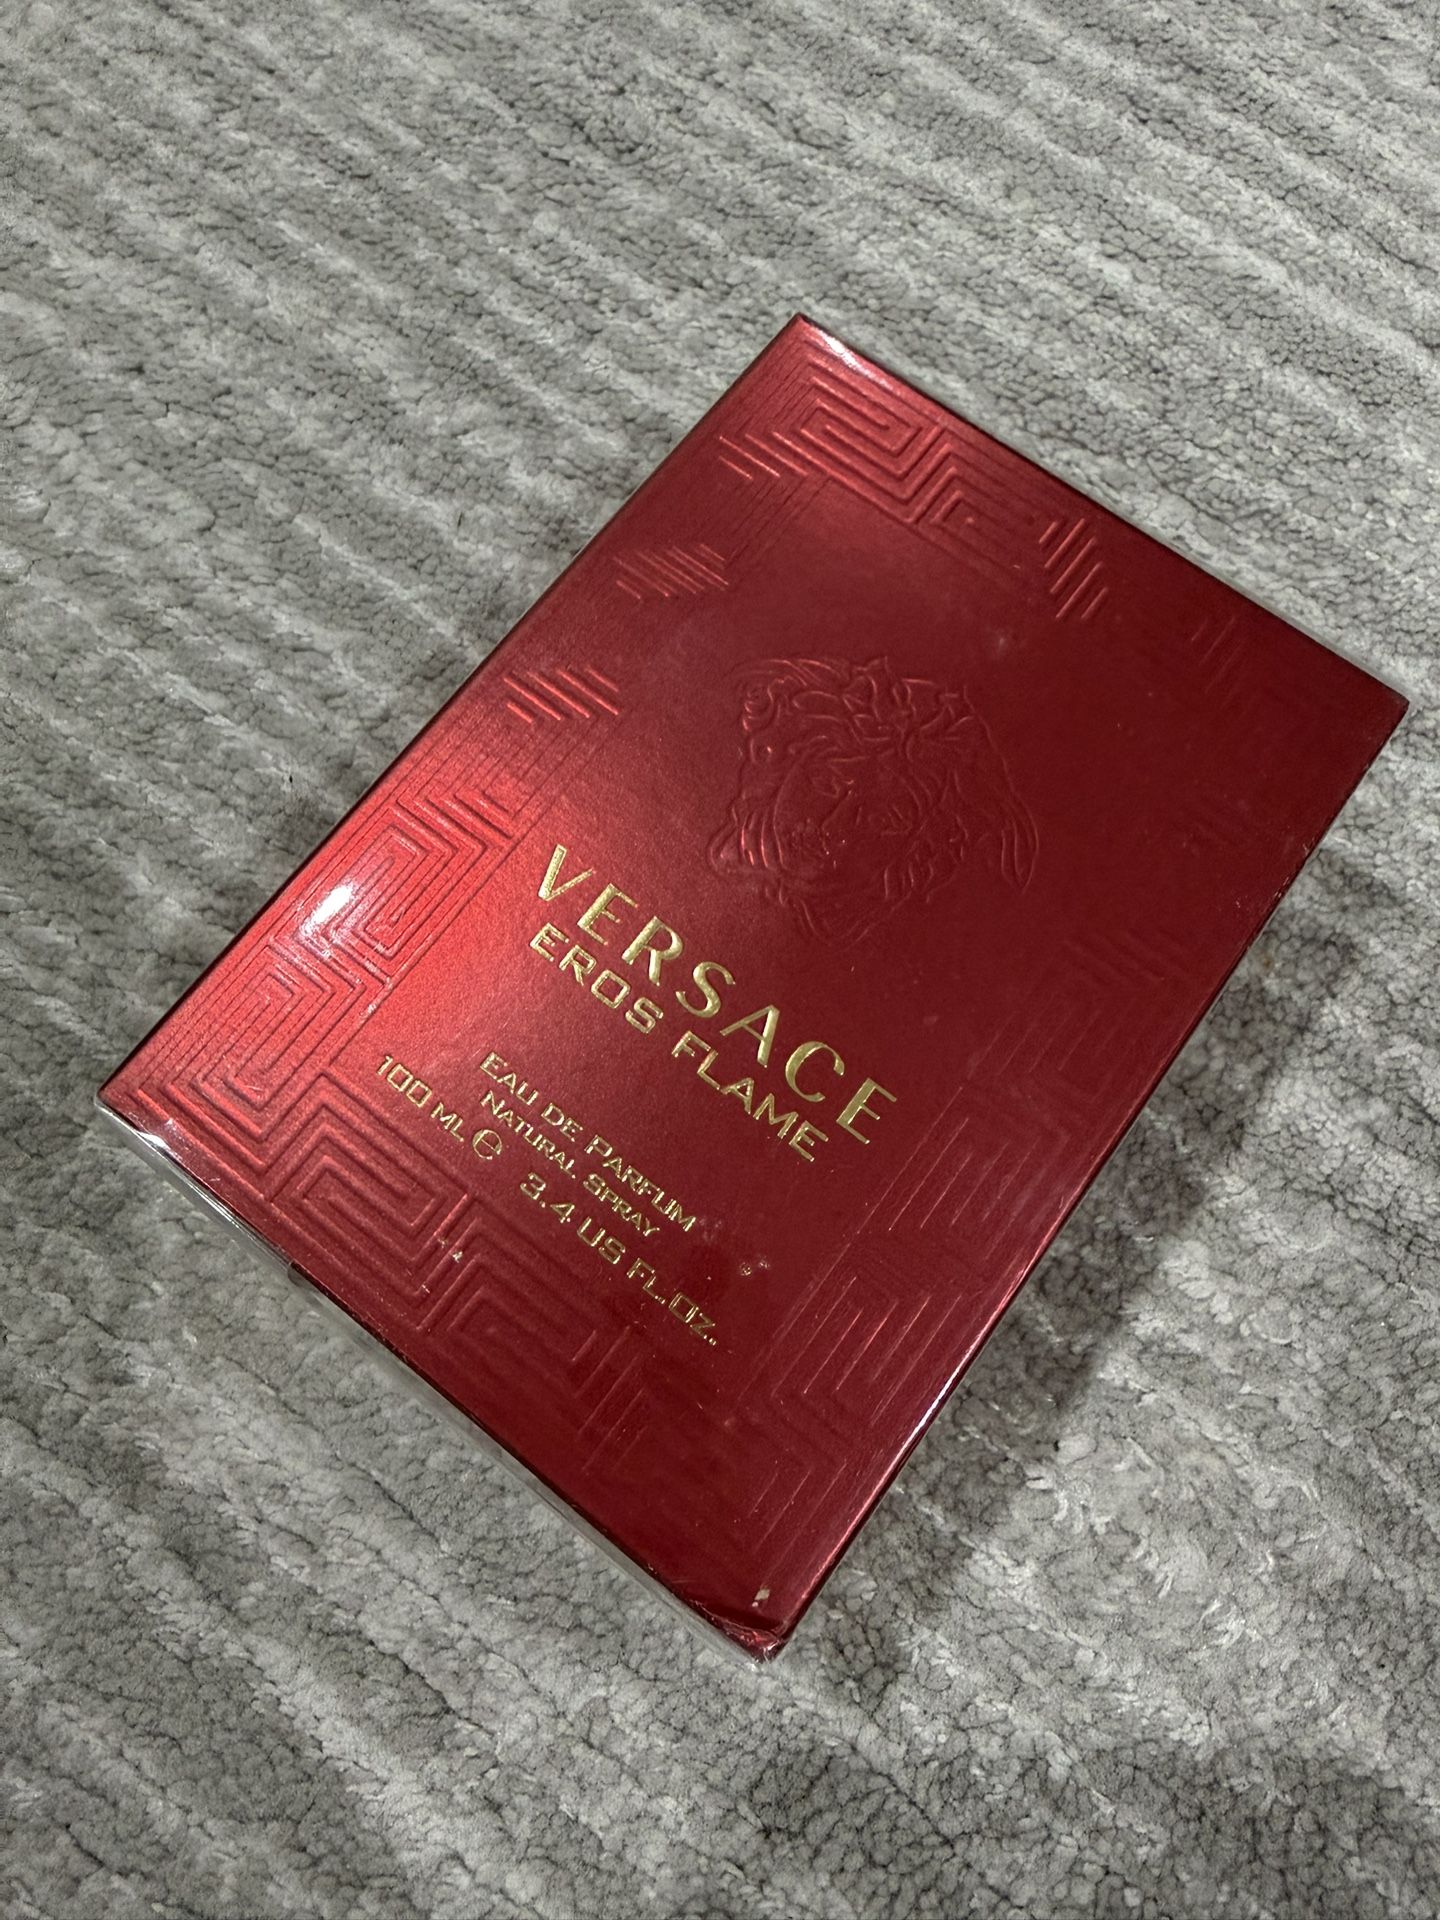 VERSACE
EROS FLAME
EAU DE PARFUM
NATURAL SPRAY
100 ML ℮ 3.4 US FL.OZ.